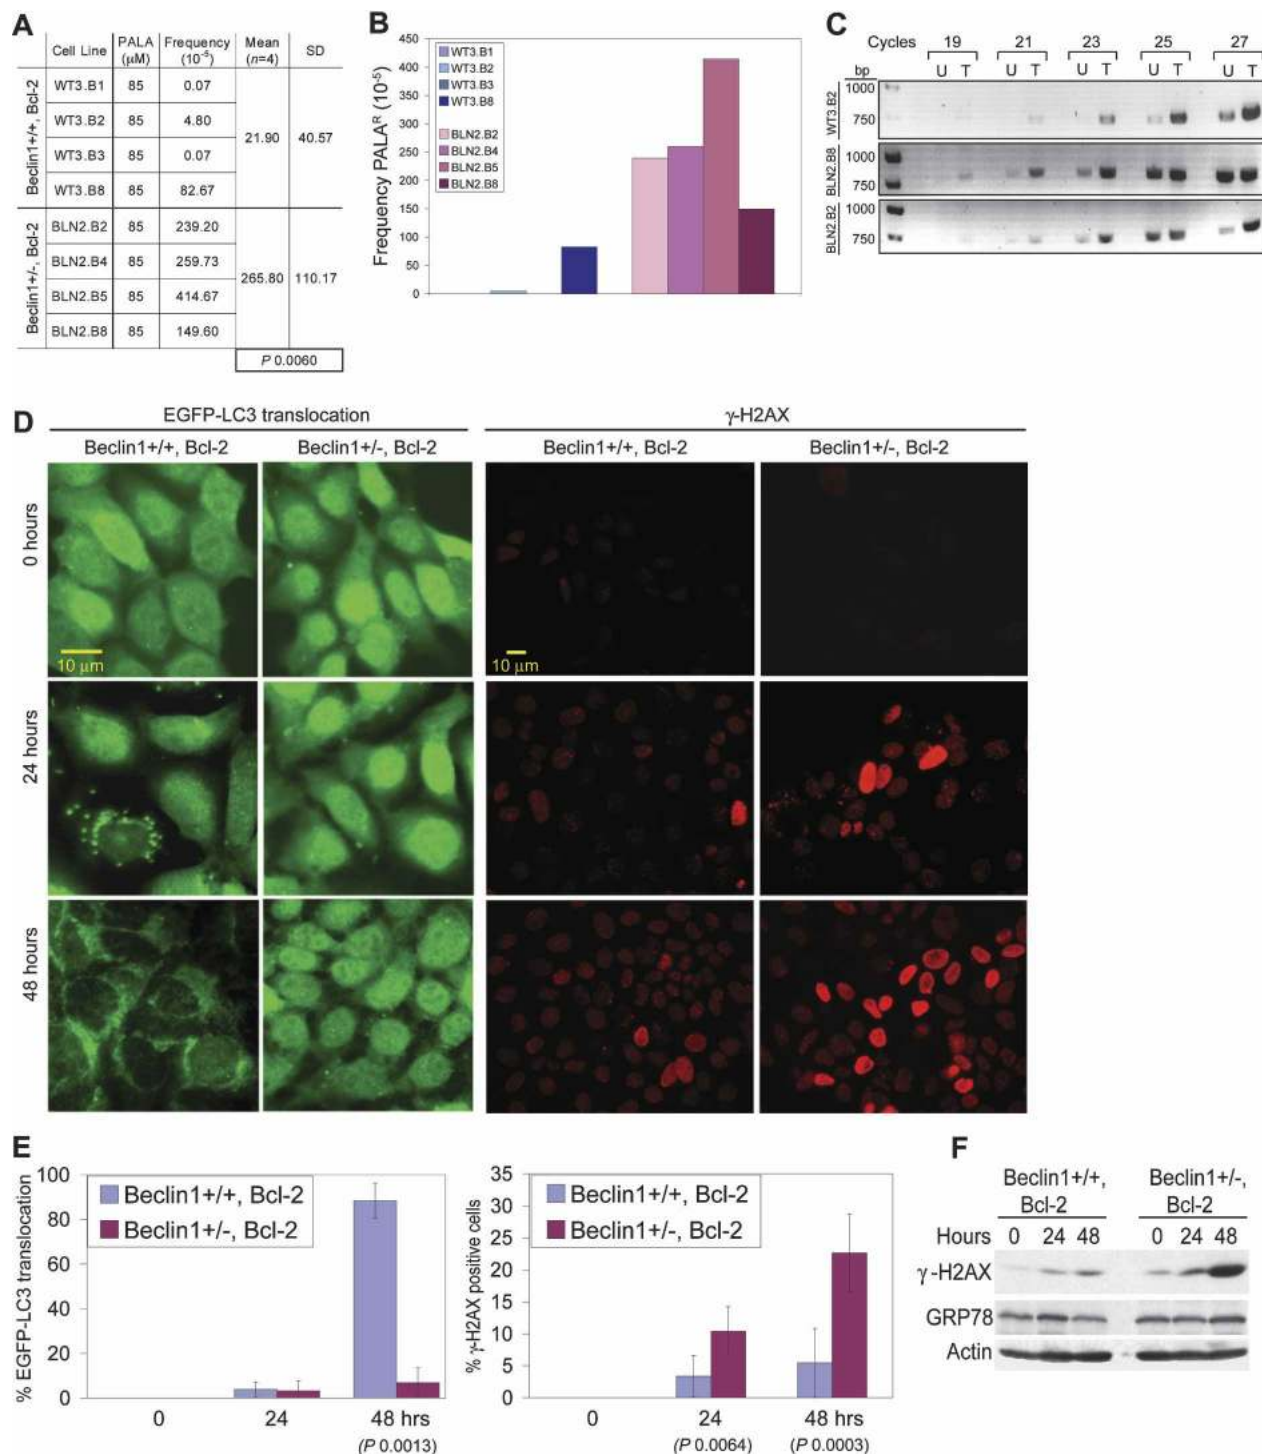 A
Cell Line PALA (μM) Frequency (10-5) Mean (n=4) SD
Beclin1+/+, Bcl-2
WT3.B1 85 0.07
WT3.B2 85 4.80
21.90 40.57
WT3.B3 85 0.07
WT3.B8 85 82.67
Beclin1+/-, Bcl-2
BLN2.B2 85 239.20
BLN2.B4 85 259.73
265.80 110.17
BLN2.B5 85 414.67
BLN2.B8 85 149.60
P 0.0060
B
Frequency PALAR (10-5)
450
400
350
300
250
200
150
100
50
0
WT3.B1
WT3.B2
WT3.B3
WT3.B8
BLN2.B2
BLN2.B4
BLN2.B5
BLN2.B8
C
Cycles 19 21 23 25 27
bp U T U T U T U T U T
WT3.B2
1000
750
BLN2.B8
1000
750
BLN2.B2
1000
750
D
EGFP-LC3 translocation γ-H2AX
Beclin1+/+, Bcl-2 Beclin1+/-, Bcl-2 Beclin1+/+, Bcl-2 Beclin1+/-, Bcl-2
0 hours
10 μm 10 μm
24 hours
48 hours
E
% EGFP-LC3 translocation
100
80
60
40
20
0
Beclin1+/+, Bcl-2
Beclin1+/-, Bcl-2
0 24 48 hrs
(P 0.0013)
% γ-H2AX positive cells
35
30
25
20
15
10
5
0
Beclin1+/+, Bcl-2
Beclin1+/-, Bcl-2
0 24 48 hrs
(P 0.0064) (P 0.0003)
F
Beclin1+/+, Bcl-2 Beclin1+/-, Bcl-2
Hours 0 24 48 0 24 48
γ-H2AX
GRP78
Actin